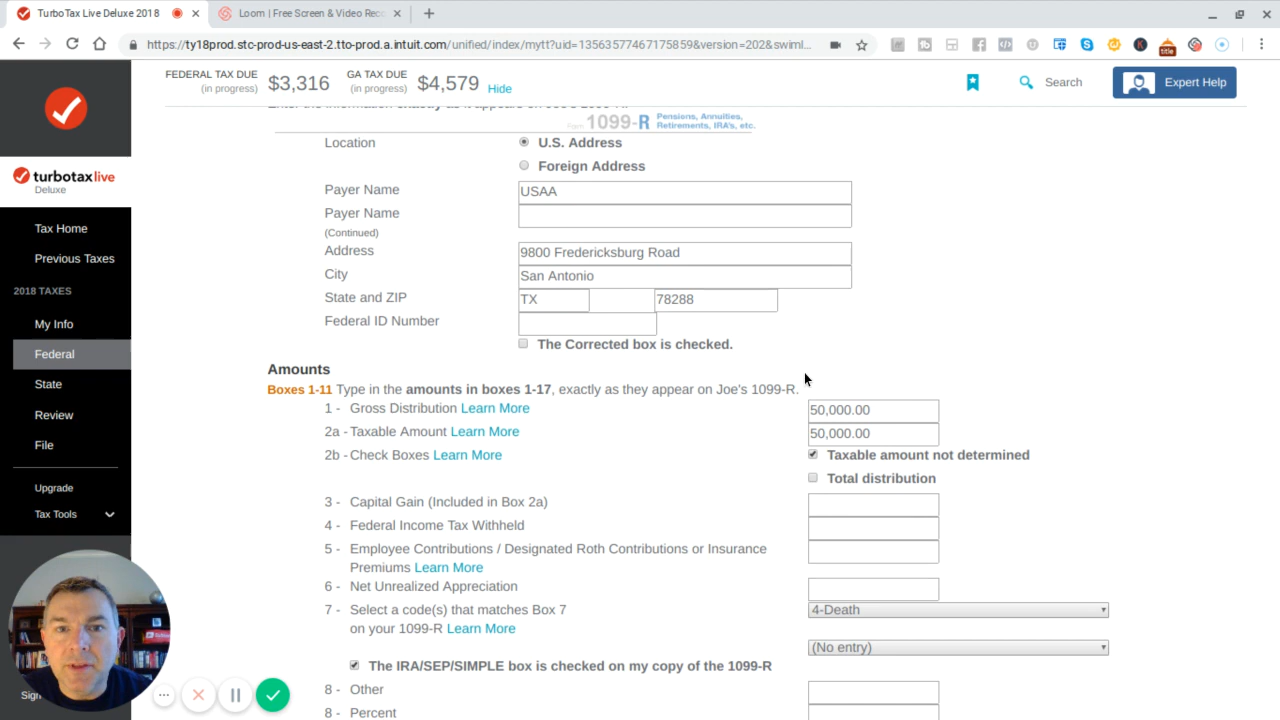 TurboTax Live Deluxe 2018
Loom | Free Screen & Video Rec
https://ty18prod.stc-prod-us-east-2.tto-prod.a.intuit.com/unified/index/mytt?uid=13563577467175859&version=202&swiml...
FEDERAL TAX DUE
(in progress)
$3,316
GA TAX DUE
(in progress)
$4,579
Hide
Search
Expert Help
turbotaxlive
Deluxe
Tax Home
Previous Taxes
2018 TAXES
My Info
Federal
State
Review
File
Upgrade
Tax Tools
Sign
Form 1099-R Pensions, Annuities,
Retirements, IRA's, etc.
Location
U.S. Address
Foreign Address
Payer Name USAA
Payer Name
(Continued)
Address 9800 Fredericksburg Road
City San Antonio
State and ZIP TX 78288
Federal ID Number
The Corrected box is checked.
Amounts
Boxes 1-11 Type in the amounts in boxes 1-17, exactly as they appear on Joe's 1099-R.
1 - Gross Distribution Learn More 50,000.00
2a - Taxable Amount Learn More 50,000.00
2b - Check Boxes Learn More Taxable amount not determined
Total distribution
3 - Capital Gain (Included in Box 2a)
4 - Federal Income Tax Withheld
5 - Employee Contributions / Designated Roth Contributions or Insurance
Premiums Learn More
6 - Net Unrealized Appreciation
7 - Select a code(s) that matches Box 7 4-Death
on your 1099-R Learn More
(No entry)
The IRA/SEP/SIMPLE box is checked on my copy of the 1099-R
8 - Other
8 - Percent